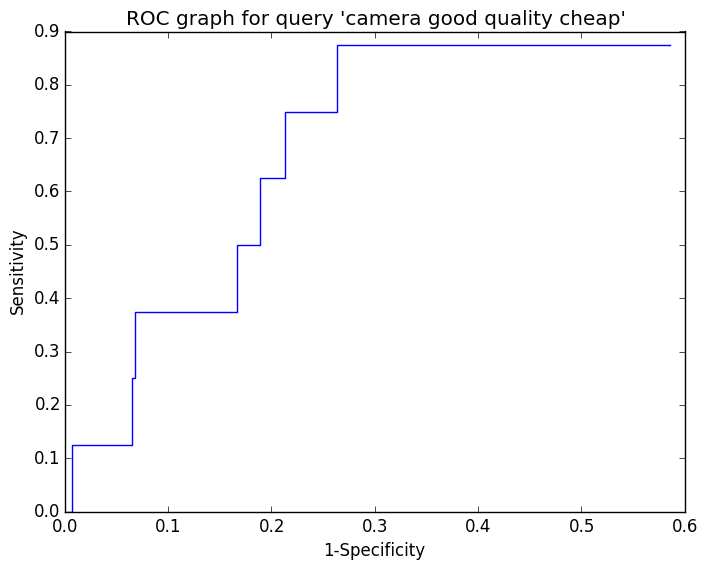 ROC graph for query 'camera good quality cheap'
0.9
0.8
0.7
0.6
0.5
0.4
0.3
0.2
0.1
0.0
Sensitivity
0.0 0.1 0.2 0.3 0.4 0.5 0.6
1-Specificity